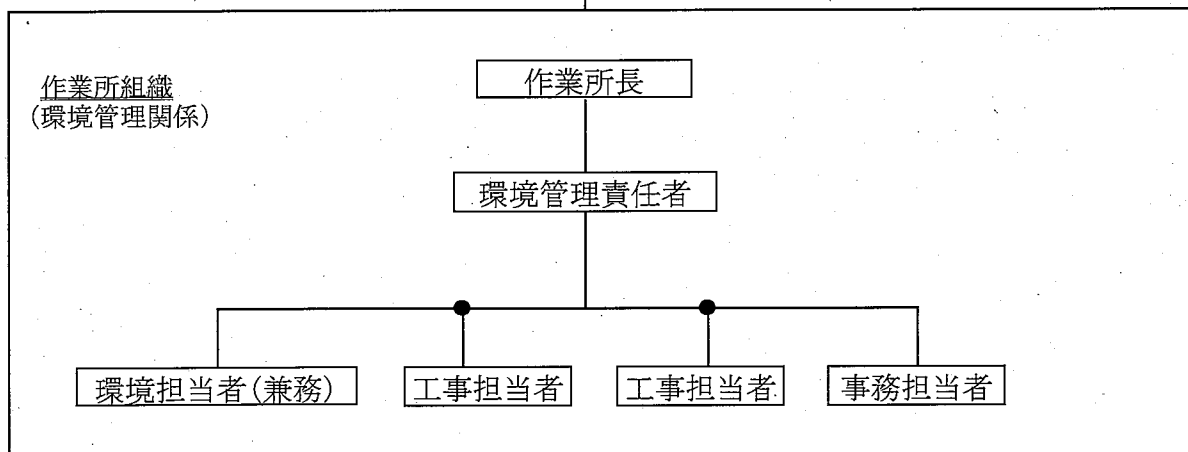 作業所組織
(環境管理関係)
作業所長
環境管理責任者
環境担当者(兼務)
工事担当者
工事担当者
事務担当者